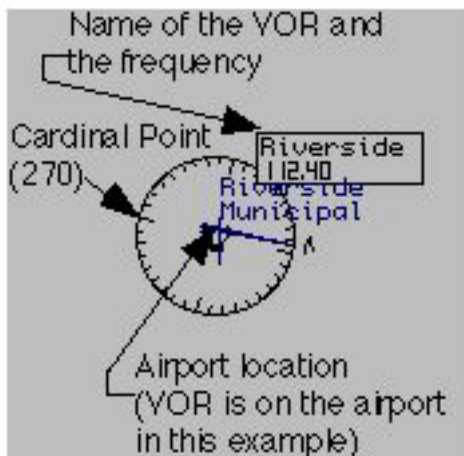 Name of the VOR and
the frequency
Cardinal Point
(270)
Riverside
112.40
Riverside
Municipal
Airport location
(VOR is on the airport
in this example)